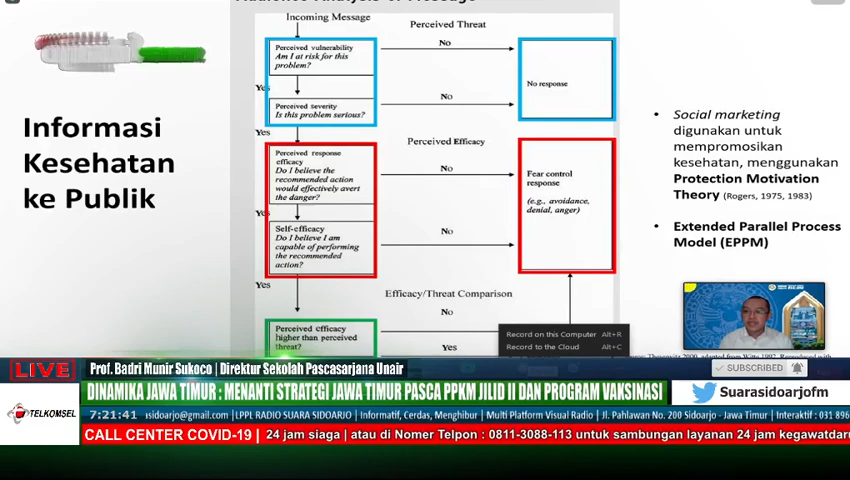 Incoming Message
Perceived Threat
Perceived vulnerability
Am I at risk for this
problem?
No
Yes
Perceived severity
Is this problem serious?
No
No response
Yes
Perceived Efficacy
Perceived response
efficacy
Do I believe the
recommended action
would effectively avert
the danger?
No
Fear control
response
(e.g., avoidance,
denial, anger)
Yes
Self-efficacy
Do I believe I am
capable of performing
the recommended
action?
No
Yes
Efficacy/Threat Comparison
No
Perceived efficacy
higher than perceived
threat?
Yes
Informasi
Kesehatan
ke Publik
• Social marketing
digunakan untuk
mempromosikan
kesehatan, menggunakan
Protection Motivation
Theory (Rogers, 1975, 1983)
• Extended Parallel Process
Model (EPPM)
Record on this Computer Alt+R
Record to the Cloud Alt+C
LIVE
Prof. Badri Munir Sukoco | Direktur Sekolah Pascasarjana Unair
SUBSCRIBED
DINAMIKA JAWA TIMUR : MENANTI STRATEGI JAWA TIMUR PASCA PPKM JILID II DAN PROGRAM VAKSINASI
Suarasidoarjofm
TELKOMSEL
7:21:41
sidoarjo@gmail.com |LPPL RADIO SUARA SIDOARJO | Informatif, Cerdas, Menghibur | Multi Platform Visual Radio | Jl. Pahlawan No. 200 Sidoarjo - Jawa Timur | Interaktif : 031 896
CALL CENTER COVID-19 | 24 jam siaga | atau di Nomer Telpon : 0811-3088-113 untuk sambungan layanan 24 jam kegawatdaru